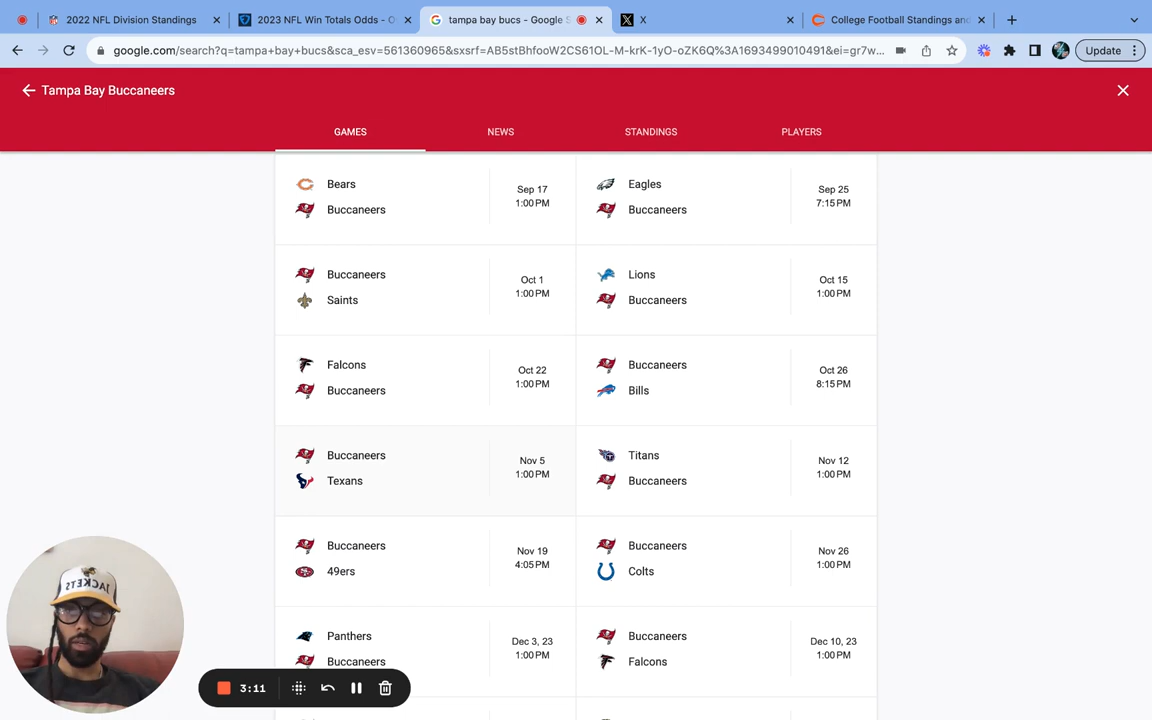 2022 NFL Division Standings
2023 NFL Win Totals Odds - O
tampa bay bucs - Google S
X
College Football Standings and
google.com/search?q=tampa+bay+bucs&sca_esv=561360965&sxsrf=AB5stBhfooW2CS61OL-M-krK-1yO-oZK6Q%3A1693499010491&ei=gr7w...
Update
Tampa Bay Buccaneers
GAMES
NEWS
STANDINGS
PLAYERS
Bears
Buccaneers
Sep 17
1:00 PM
Eagles
Buccaneers
Sep 25
7:15 PM
Buccaneers
Saints
Oct 1
1:00 PM
Lions
Buccaneers
Oct 15
1:00 PM
Falcons
Buccaneers
Oct 22
1:00 PM
Buccaneers
Bills
Oct 26
8:15 PM
Buccaneers
Texans
Nov 5
1:00 PM
Titans
Buccaneers
Nov 12
1:00 PM
Buccaneers
49ers
Nov 19
4:05 PM
Buccaneers
Colts
Nov 26
1:00 PM
Panthers
Buccaneers
Dec 3, 23
1:00 PM
Buccaneers
Falcons
Dec 10, 23
1:00 PM
JACKETS
3:11